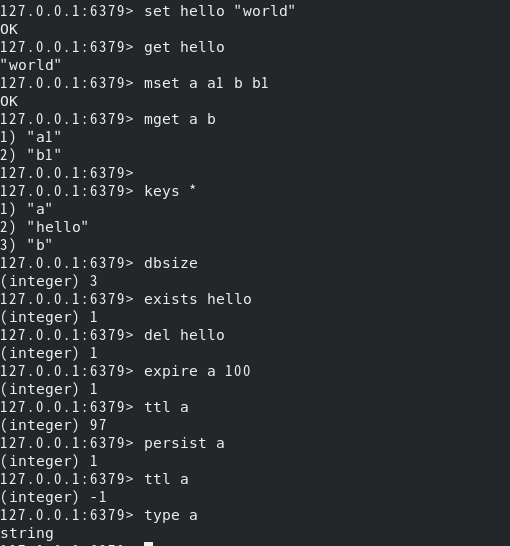 127.0.0.1:6379> set hello "world"
OK
127.0.0.1:6379> get hello
"world"
127.0.0.1:6379> mset a a1 b b1
OK
127.0.0.1:6379> mget a b
1) "a1"
2) "b1"
127.0.0.1:6379>
127.0.0.1:6379> keys *
1) "a"
2) "hello"
3) "b"
127.0.0.1:6379> dbsize
(integer) 3
127.0.0.1:6379> exists hello
(integer) 1
127.0.0.1:6379> del hello
(integer) 1
127.0.0.1:6379> expire a 100
(integer) 1
127.0.0.1:6379> ttl a
(integer) 97
127.0.0.1:6379> persist a
(integer) 1
127.0.0.1:6379> ttl a
(integer) -1
127.0.0.1:6379> type a
string